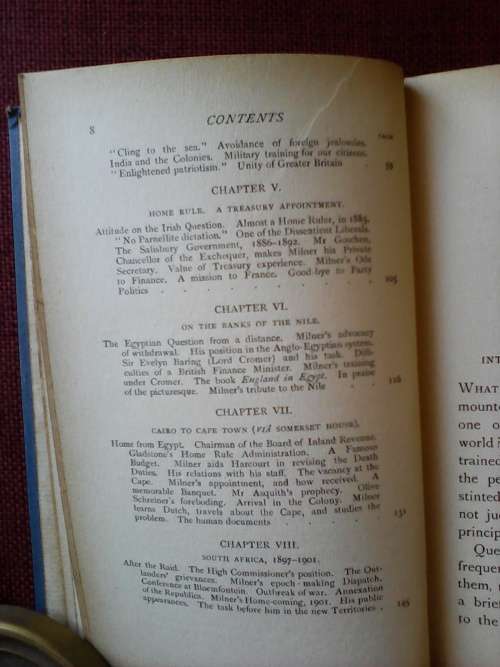 8
CONTENTS
PAGE
"Cling to the sea." Avoidance of foreign jealousies.
India and the Colonies. Military training for our citizens.
"Enlightened patriotism." Unity of Greater Britain . 88
CHAPTER V.
HOME RULE. A TREASURY APPOINTMENT.
Attitude on the Irish Question. Almost a Home Ruler, in 1885.
"No Parnellite dictation." One of the Dissentient Liberals.
The Salisbury Government, 1886-1892. Mr Goschen,
Chancellor of the Exchequer, makes Milner his Private
Secretary. Value of Treasury experience. Milner's Ode
to Finance. A mission to France. Good-bye to Party
Politics . . . . . . . . 105
CHAPTER VI.
ON THE BANKS OF THE NILE.
The Egyptian Question from a distance. Milner's advocacy
of withdrawal. His position in the Anglo-Egyptian system.
Sir Evelyn Baring (Lord Cromer) and his task. Diffi-
culties of a British Finance Minister. Milner's training
under Cromer. The book England in Egypt. In praise
of the picturesque. Milner's tribute to the Nile . . 116
CHAPTER VII.
CAIRO TO CAPE TOWN (VIÂ SOMERSET HOUSE).
Home from Egypt. Chairman of the Board of Inland Revenue.
Gladstone's Home Rule Administration. A Famous
Budget. Milner aids Harcourt in revising the Death
Duties. His relations with his staff. The vacancy at the
Cape. Milner's appointment, and how received. A
memorable Banquet. Mr Asquith's prophecy. Olive
Schreiner's foreboding. Arrival in the Colony. Milner
learns Dutch, travels about the Cape, and studies the
problem. The human documents . . . . . 131
CHAPTER VIII.
SOUTH AFRICA, 1897-1901.
After the Raid. The High Commissioner's position. The Out-
landers' grievances. Milner's epoch-making Dispatch.
Conference at Bloemfontein. Outbreak of war. Annexation
of the Republics. Milner's Home-coming, 1901. His public
appearances. The task before him in the new Territories . 145
INT
WHAT
mounte
one o
world
trained
the pe
stinted
not jud
princip
Que
frequen
them,
a brie
to the